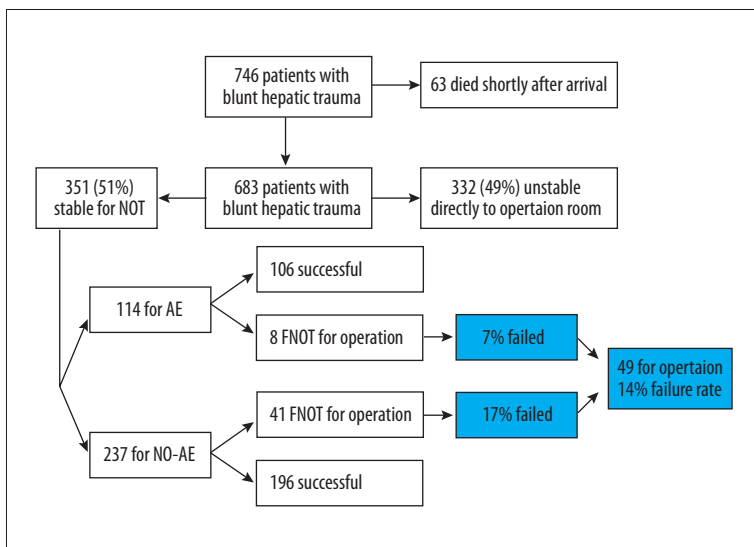 746 patients with
blunt hepatic trauma
63 died shortly after arrival
351 (51%)
stable for NOT
683 patients with
blunt hepatic trauma
332 (49%) unstable
directly to opertaion room
106 successful
114 for AE
8 FNOT for operation
7% failed
49 for opertaion
14% failure rate
41 FNOT for operation
17% failed
237 for NO-AE
196 successful